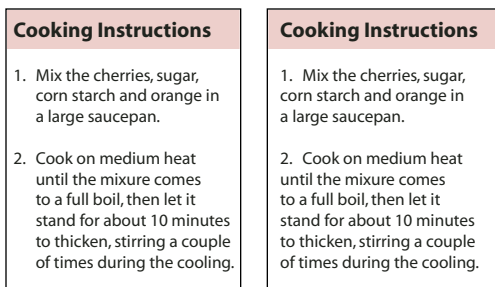 Cooking Instructions
1. Mix the cherries, sugar,
corn starch and orange in
a large saucepan.
2. Cook on medium heat
until the mixure comes
to a full boil, then let it
stand for about 10 minutes
to thicken, stirring a couple
of times during the cooling.
Cooking Instructions
1. Mix the cherries, sugar,
corn starch and orange in
a large saucepan.
2. Cook on medium heat
until the mixure comes
to a full boil, then let it
stand for about 10 minutes
to thicken, stirring a couple
of times during the cooling.